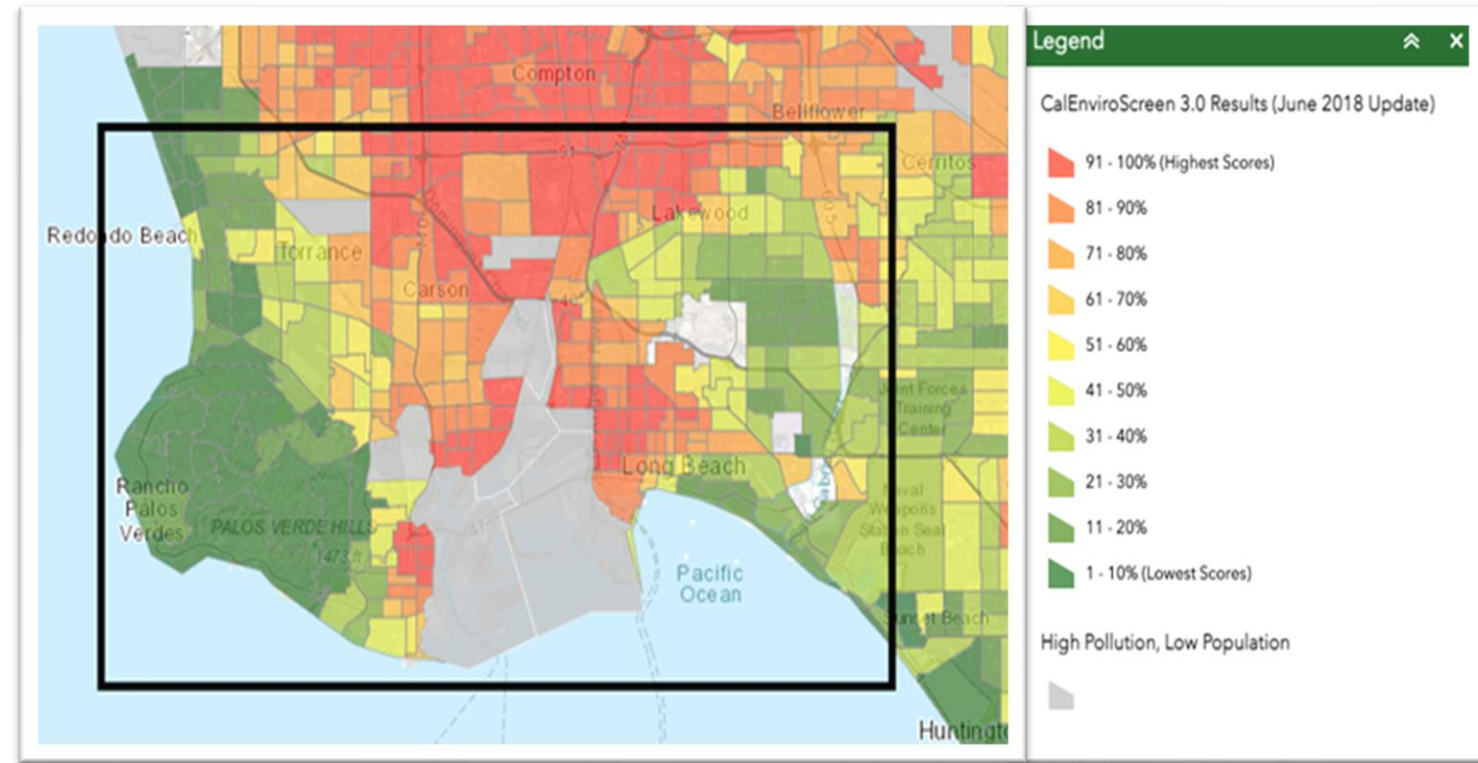 Compton
Bellflower
91
Cerritos
Lakewood
Redondo Beach
Torrance
Carson
405
Joint Forces
Training
Center
Long Beach
Rancho
Palos
Verdes
PALOS VERDE HILLS
1473 ft
Naval
Weapons
Station Seal
Beach
Pacific
Ocean
Sunset Beach
Huntingto
Legend
CalEnviroScreen 3.0 Results (June 2018 Update)
91 - 100% (Highest Scores)
81 - 90%
71 - 80%
61 - 70%
51 - 60%
41 - 50%
31 - 40%
21 - 30%
11 - 20%
1 - 10% (Lowest Scores)
High Pollution, Low Population